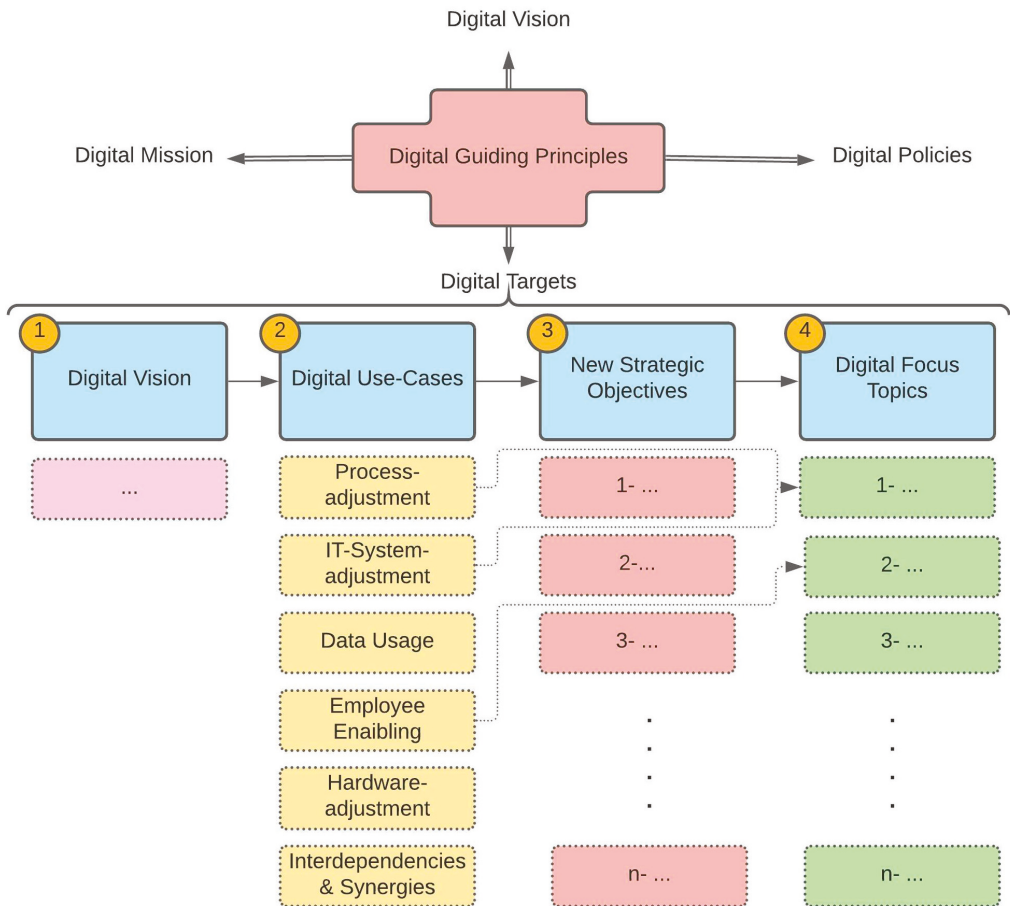 Digital Vision
Digital Mission
Digital Guiding Principles
Digital Policies
Digital Targets
1
Digital Vision
2
Digital Use-Cases
3
New Strategic
Objectives
4
Digital Focus
Topics
...
Process-
adjustment
IT-System-
adjustment
Data Usage
Employee
Enaibling
Hardware-
adjustment
Interdependencies
& Synergies
1- ...
2-...
3- ...
n- ...
1- ...
2- ...
3- ...
n- ...